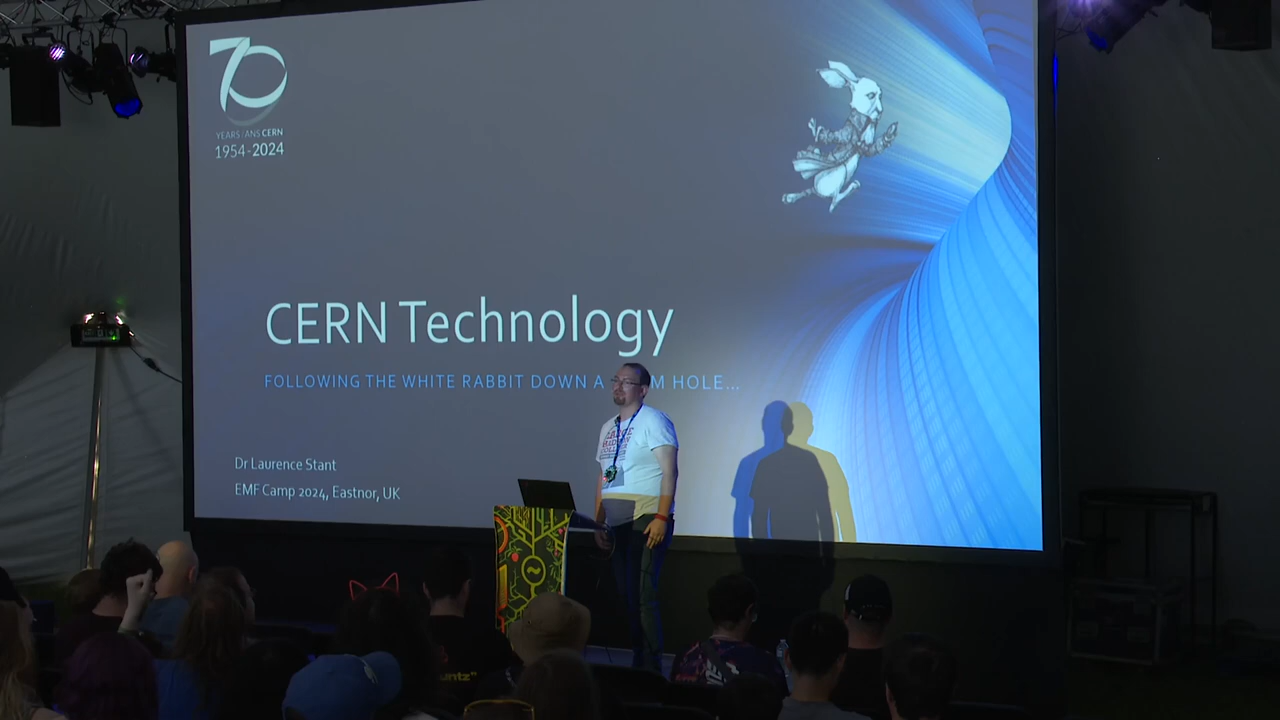 70
YEARS/ANS CERN
1954-2024
CERN Technology
FOLLOWING THE WHITE RABBIT DOWN A M HOLE...
Dr Laurence Stant
EMF Camp 2024, Eastnor, UK